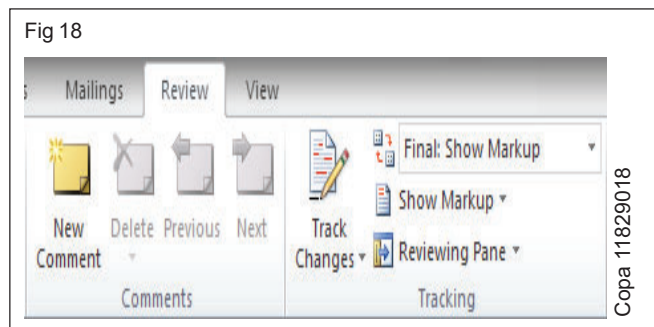 Fig 18
s Mailings Review View
New Comment
Delete
Previous
Next
Track Changes
Final: Show Markup
Show Markup
Reviewing Pane
Comments
Tracking
Copa 11829018